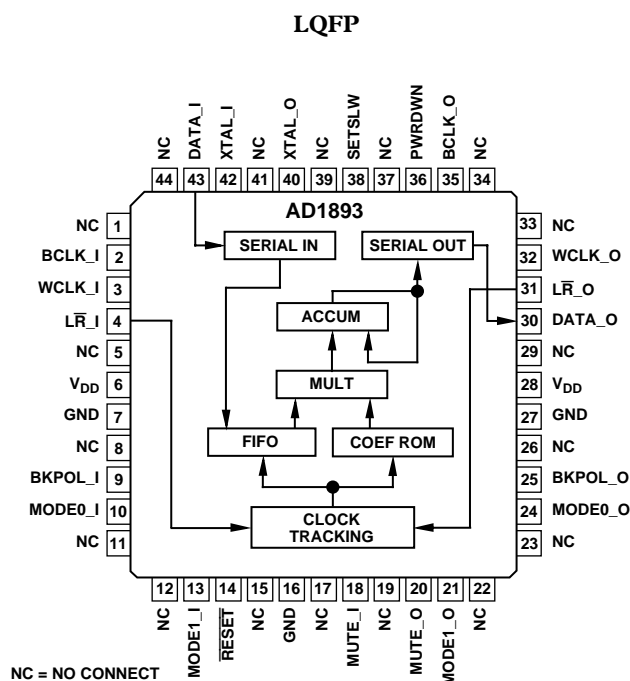 LQFP
NC
DATA_I
XTAL_I
NC
XTAL_O
NC
SETSLW
NC
PWRDWN
BCLK_O
NC
44 43 42 41 40 39 38 37 36 35 34
AD1893
NC 1
BCLK_I 2
WCLK_I 3
LR̅_I 4
NC 5
VDD 6
GND 7
NC 8
BKPOL_I 9
MODE0_I 10
NC 11
SERIAL IN
SERIAL OUT
ACCUM
MULT
FIFO
COEF ROM
CLOCK
TRACKING
33 NC
32 WCLK_O
31 LR̅_O
30 DATA_O
29 NC
28 VDD
27 GND
26 NC
25 BKPOL_O
24 MODE0_O
23 NC
12 13 14 15 16 17 18 19 20 21 22
NC
MODE1_I
R̅E̅S̅E̅T̅
NC
GND
NC
MUTE_I
NC
MUTE_O
MODE1_O
NC
NC = NO CONNECT